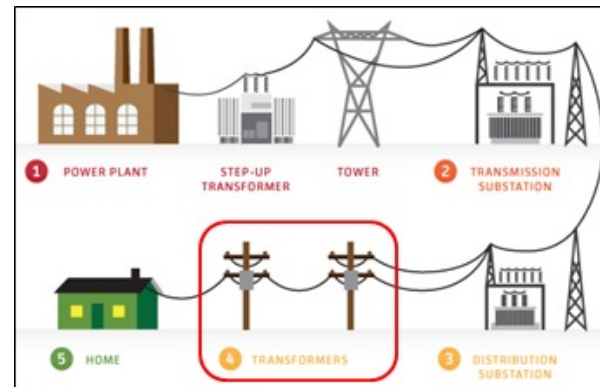 1 POWER PLANT
STEP-UP
TRANSFORMER
TOWER
2 TRANSMISSION
SUBSTATION
5 HOME
4 TRANSFORMERS
3 DISTRIBUTION
SUBSTATION